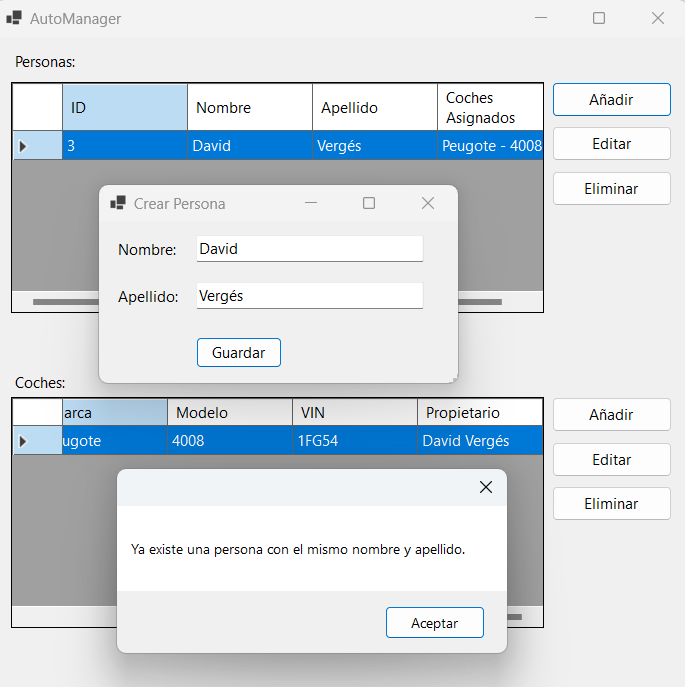 AutoManager
Personas:
ID Nombre Apellido Coches Asignados
3 David Vergés Peugote - 4008
Añadir
Editar
Eliminar
Crear Persona
Nombre: David
Apellido: Vergés
Guardar
Coches:
arca Modelo VIN Propietario
ugote 4008 1FG54 David Vergés
Añadir
Editar
Eliminar
Ya existe una persona con el mismo nombre y apellido.
Aceptar